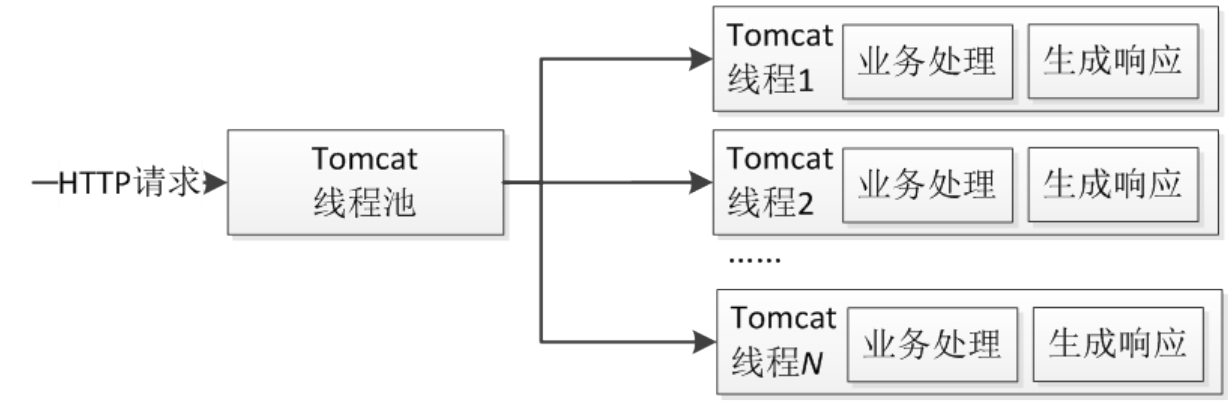 HTTP请求
Tomcat
线程池
Tomcat
线程1
业务处理
生成响应
Tomcat
线程2
业务处理
生成响应
……
Tomcat
线程N
业务处理
生成响应